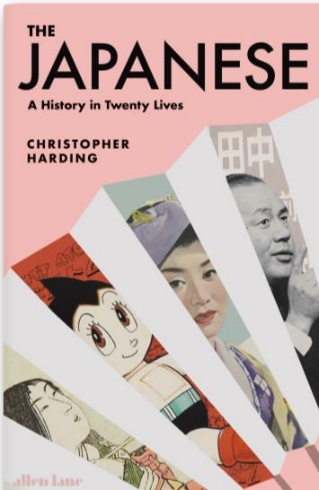 THE
JAPANESE
A History in Twenty Lives
CHRISTOPHER
HARDING
田中
allen lane